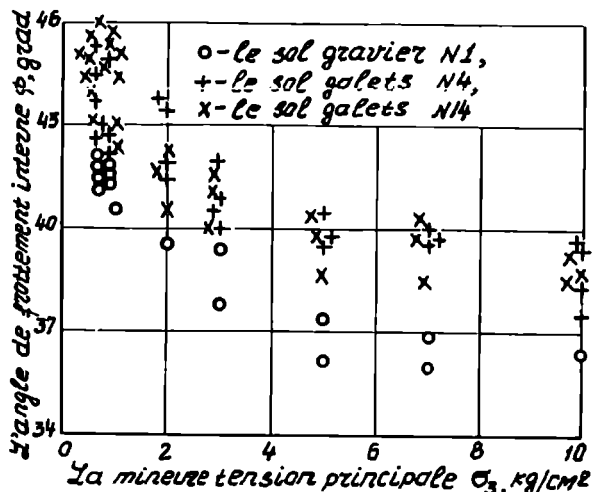 L'angle de frottement interne φ, grad
46
43
40
37
34
o - le sol gravier N1,
+ - le sol galets N4,
x - le sol galets N14
0 2 4 6 8 10
La mineure tension principale σ₃, kg/cm²